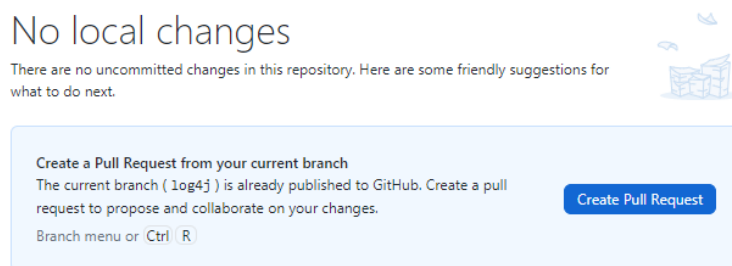 No local changes
There are no uncommitted changes in this repository. Here are some friendly suggestions for
what to do next.
Create a Pull Request from your current branch
The current branch ( log4j ) is already published to GitHub. Create a pull
request to propose and collaborate on your changes.
Branch menu or Ctrl R
Create Pull Request